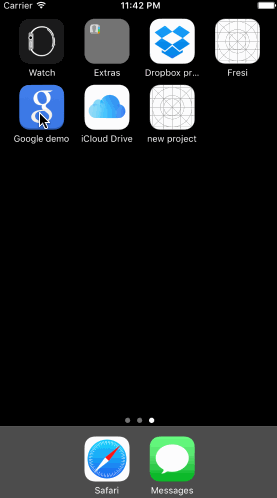 Carrier 11:42 PM
Watch Extras Dropbox pr... Fresi
g
Google demo iCloud Drive new project
Safari Messages